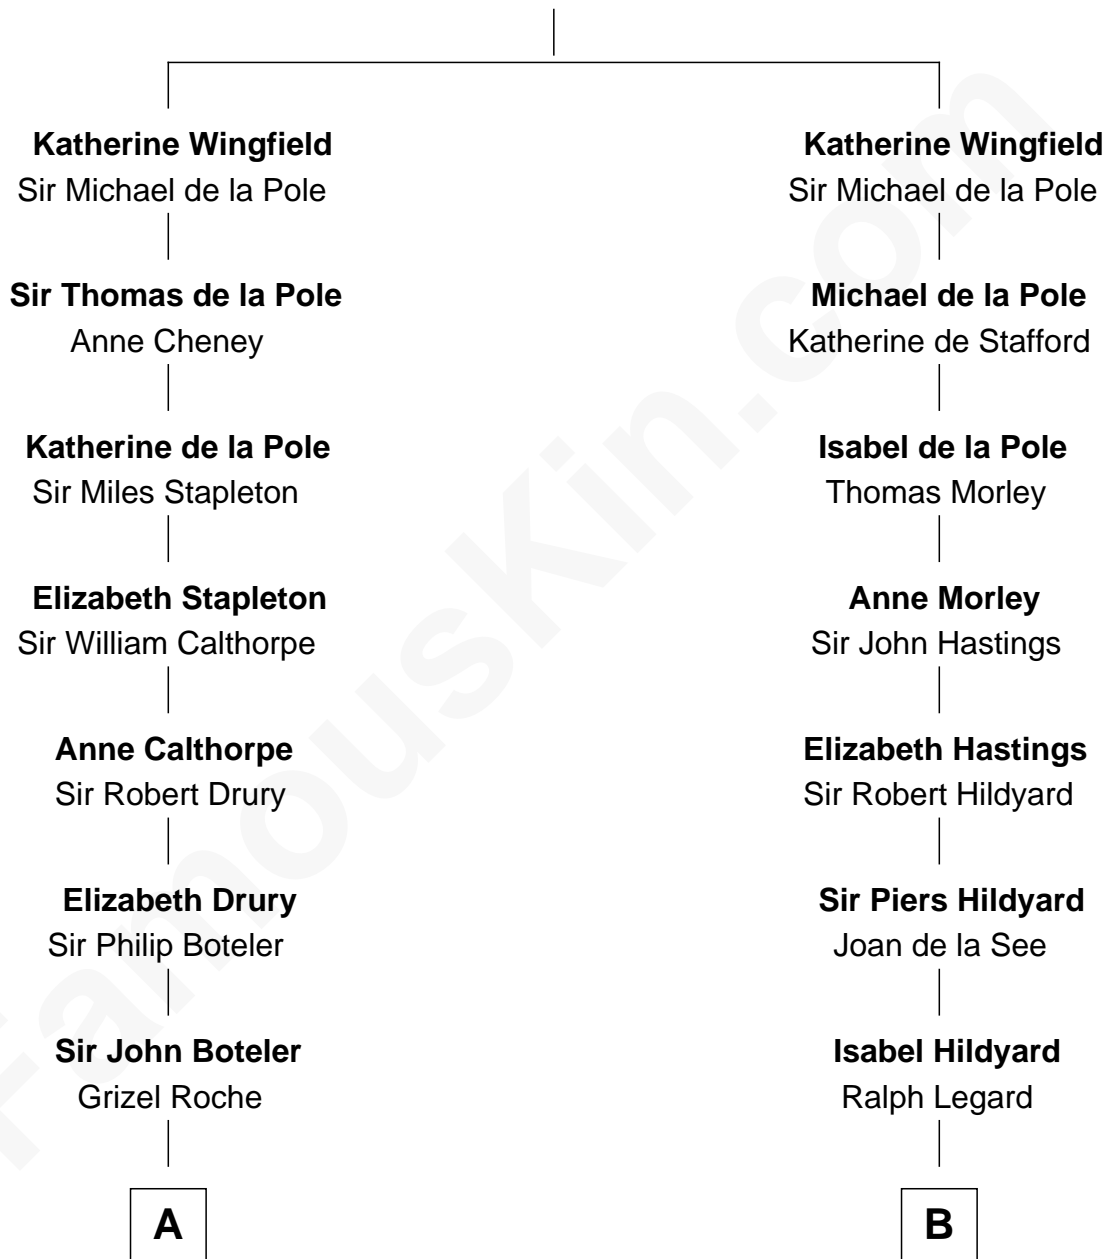 Katherine Wingfield
Sir Michael de la Pole
Sir Thomas de la Pole
Anne Cheney
Katherine de la Pole
Sir Miles Stapleton
Elizabeth Stapleton
Sir William Calthorpe
Anne Calthorpe
Sir Robert Drury
Elizabeth Drury
Sir Philip Boteler
Sir John Boteler
Grizel Roche
A
Katherine Wingfield
Sir Michael de la Pole
Michael de la Pole
Katherine de Stafford
Isabel de la Pole
Thomas Morley
Anne Morley
Sir John Hastings
Elizabeth Hastings
Sir Robert Hildyard
Sir Piers Hildyard
Joan de la See
Isabel Hildyard
Ralph Legard
B
FamousKin.com